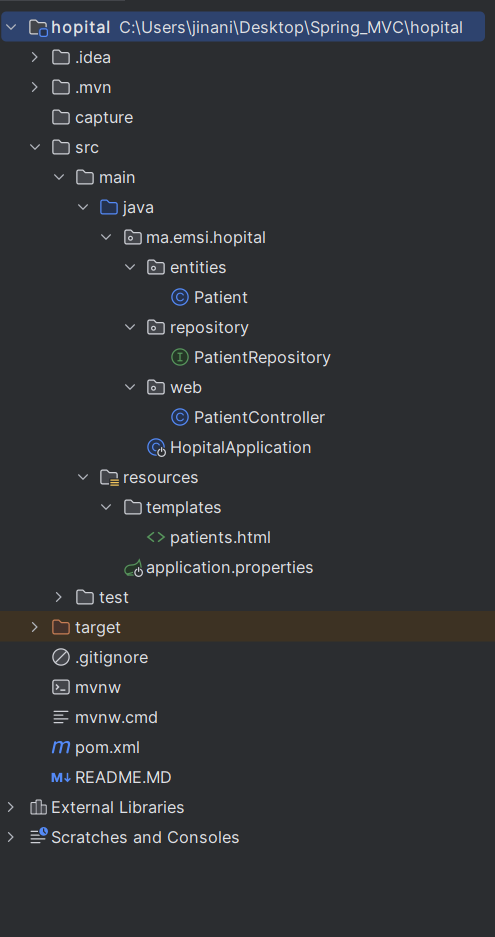 hopital C:\Users\jinani\Desktop\Spring_MVC\hopital
.idea
.mvn
capture
src
main
java
ma.emsi.hopital
entities
C Patient
repository
I PatientRepository
web
C PatientController
C HopitalApplication
resources
templates
<> patients.html
application.properties
test
target
.gitignore
mvnw
mvnw.cmd
m pom.xml
M↓ README.MD
External Libraries
Scratches and Consoles